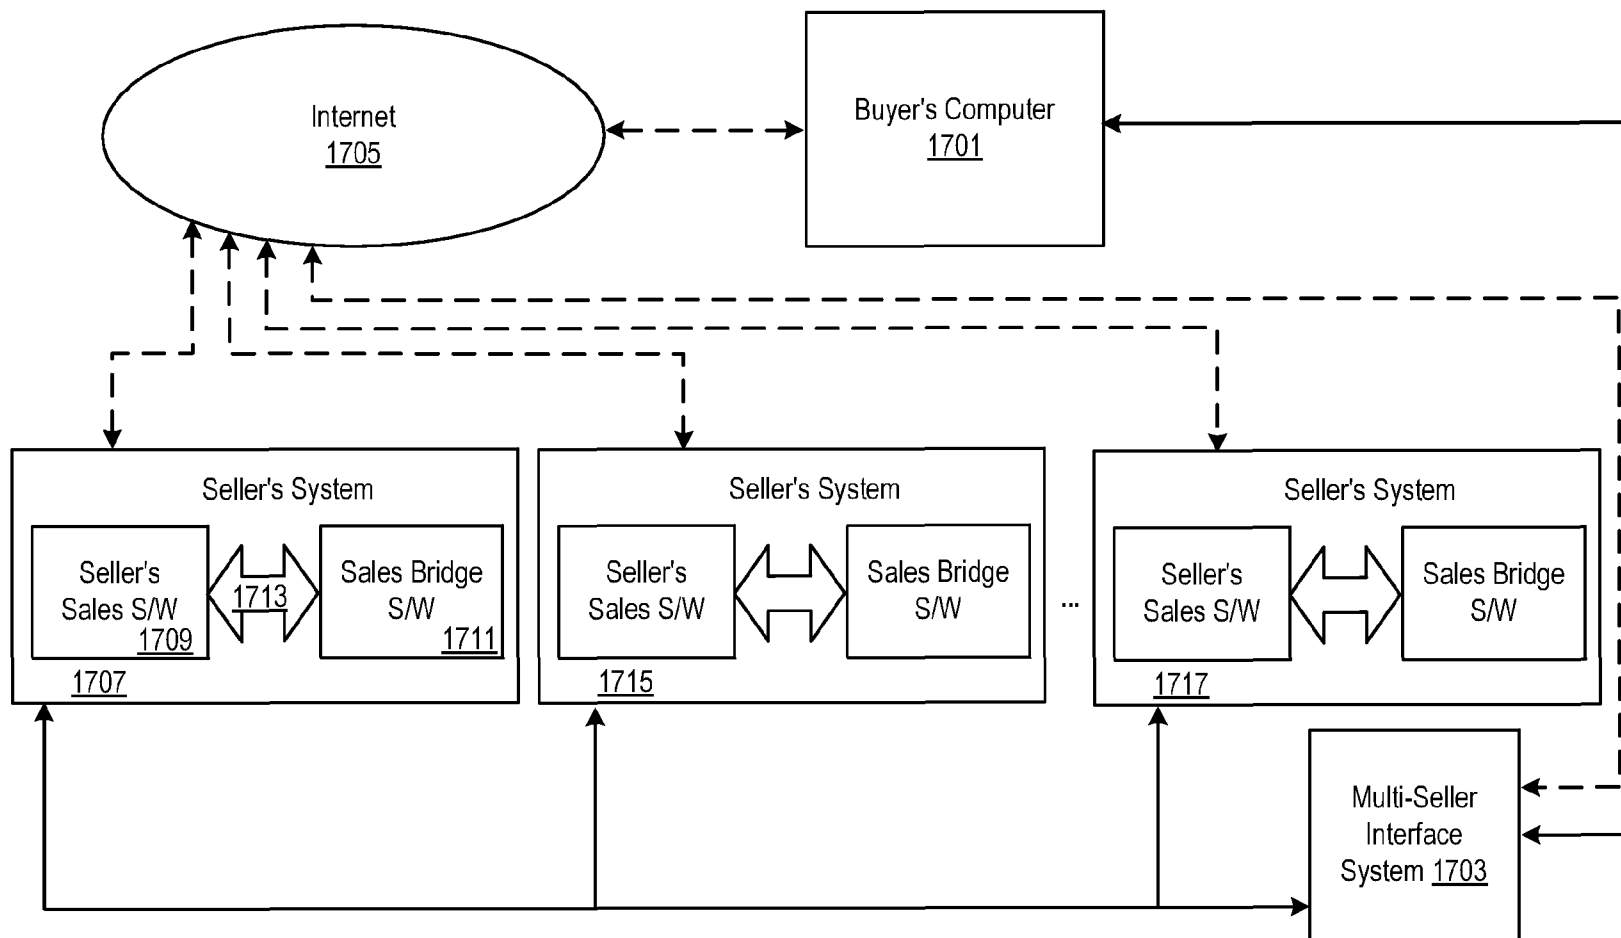 Internet
1705
Buyer's Computer
1701
Seller's System
Seller's
Sales S/W
1709
1713
Sales Bridge
S/W
1711
1707
Seller's System
Seller's
Sales S/W
Sales Bridge
S/W
1715
...
Seller's System
Seller's
Sales S/W
Sales Bridge
S/W
1717
Multi-Seller
Interface
System 1703